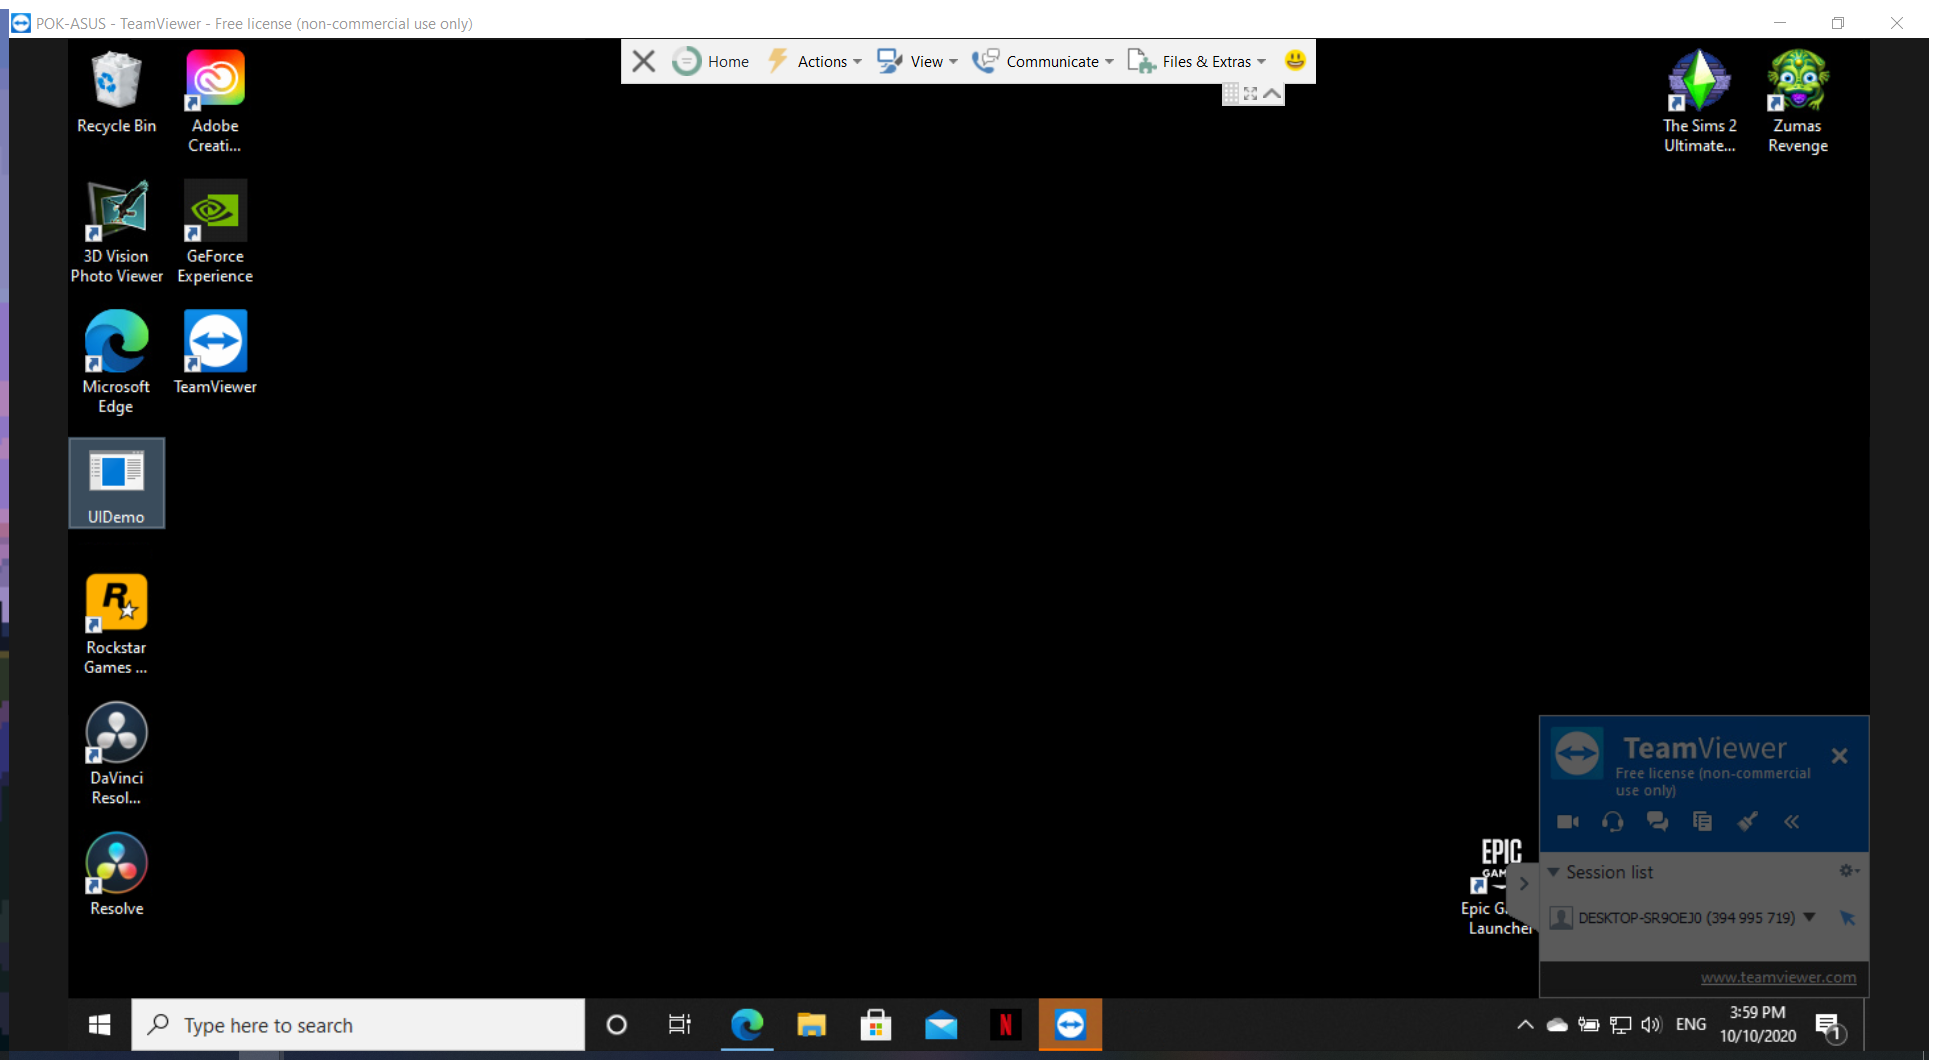 POK-ASUS - TeamViewer - Free license (non-commercial use only)
Home
Actions
View
Communicate
Files & Extras
Recycle Bin
Adobe
Creati...
The Sims 2
Ultimate...
Zumas
Revenge
3D Vision
Photo Viewer
GeForce
Experience
Microsoft
Edge
TeamViewer
UIDemo
R
Rockstar
Games ...
DaVinci
Resol...
Resolve
EPIC
GAM
Epic G...
Launcher
TeamViewer
Free license (non-commercial
use only)
Session list
DESKTOP-SR9OEJ0 (394 995 719)
www.teamviewer.com
Type here to search
N
ENG
3:59 PM
10/10/2020
1